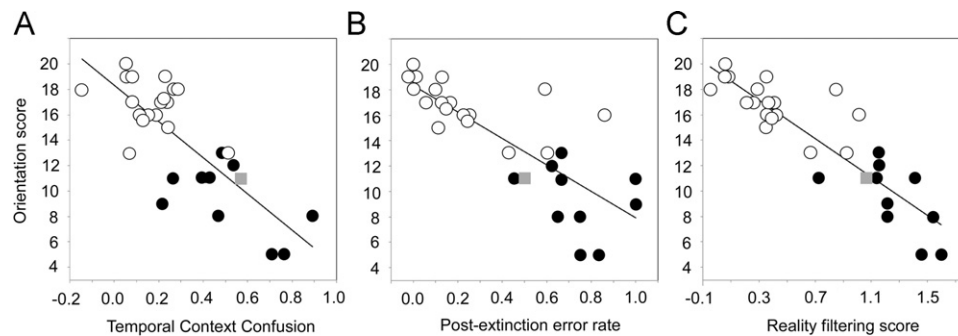 A
B
C
Orientation score
20
18
16
14
12
10
8
6
4
-0.2 0.0 0.2 0.4 0.6 0.8 1.0
Temporal Context Confusion
20
18
16
14
12
10
8
6
4
0.0 0.2 0.4 0.6 0.8 1.0
Post-extinction error rate
20
18
16
14
12
10
8
6
4
-0.1 0.3 0.7 1.1 1.5
Reality filtering score